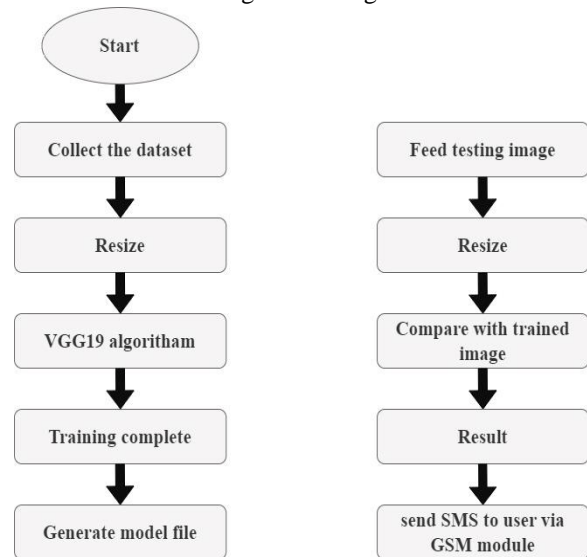 Start
Collect the dataset
Resize
VGG19 algoritham
Training complete
Generate model file
Feed testing image
Resize
Compare with trained
image
Result
send SMS to user via
GSM module